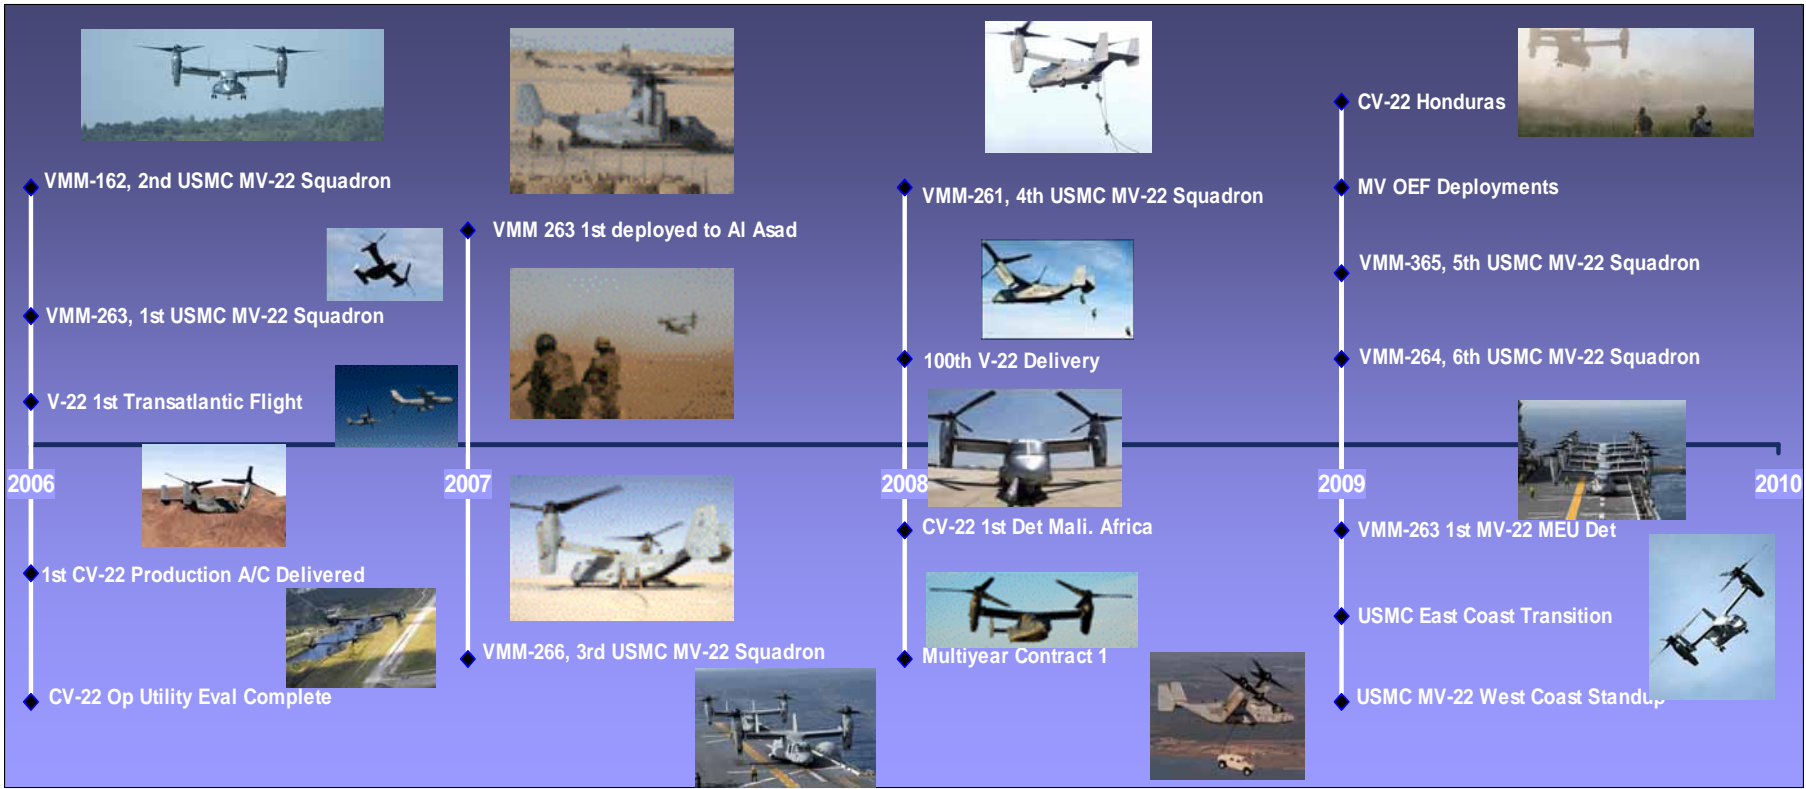 VMM-162, 2nd USMC MV-22 Squadron
VMM-263, 1st USMC MV-22 Squadron
V-22 1st Transatlantic Flight
2006
1st CV-22 Production A/C Delivered
CV-22 Op Utility Eval Complete
VMM 263 1st deployed to Al Asad
2007
VMM-266, 3rd USMC MV-22 Squadron
VMM-261, 4th USMC MV-22 Squadron
100th V-22 Delivery
2008
CV-22 1st Det Mali. Africa
Multiyear Contract 1
CV-22 Honduras
MV OEF Deployments
VMM-365, 5th USMC MV-22 Squadron
VMM-264, 6th USMC MV-22 Squadron
2009
VMM-263 1st MV-22 MEU Det
USMC East Coast Transition
USMC MV-22 West Coast Standup
2010